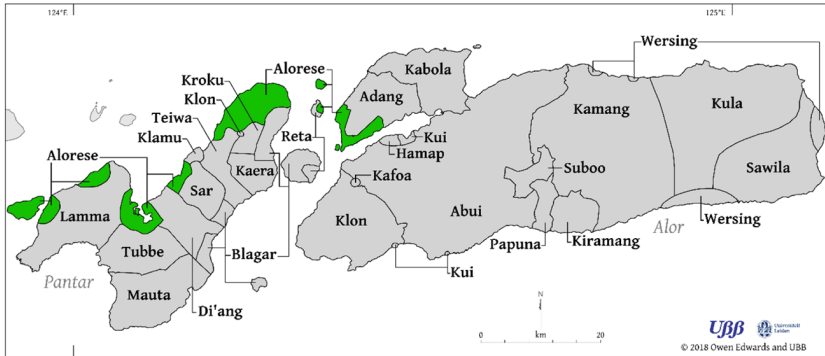 124°E
125°E
Wersing
Alorese
Kroku
Klon
Teiwa
Klamu
Kabola
Adang
Kamang
Kula
Reta
Kui
Hamap
Alorese
Kaera
Sar
Kafoa
Suboo
Sawila
Lamma
Klon
Abui
Wersing
Tubbe
Blagar
Papuna
Kiramang
Alor
Pantar
Mauta
Kui
Di'ang
N
0 km 20
UBB
Universiteit
Leiden
© 2018 Owen Edwards and UBB